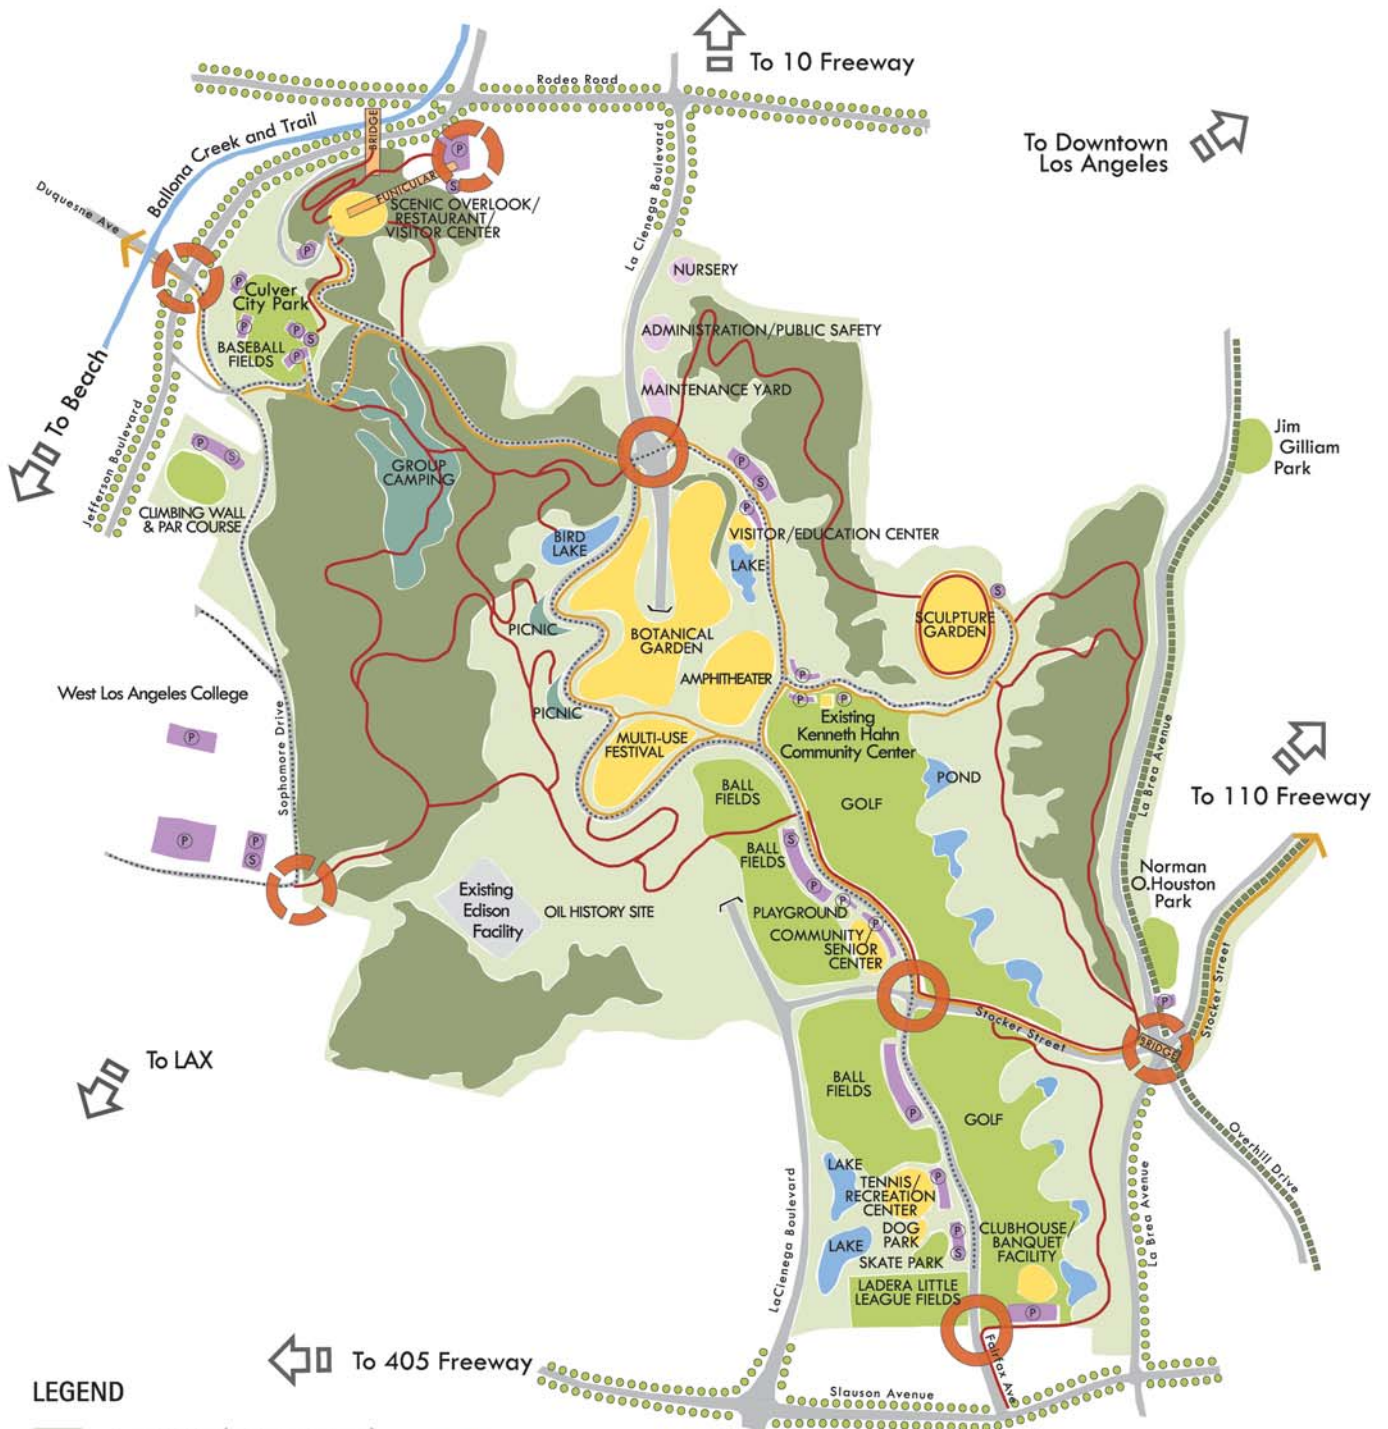 To 10 Freeway
Rodeo Road
To Downtown
Los Angeles
Ballona Creek and Trail
BRIDGE
P
S
FUNICULAR
La Cienega Boulevard
Duquesne Ave
SCENIC OVERLOOK/
RESTAURANT/
VISITOR CENTER
P
NURSERY
P
Culver
City Park
P
P
S
P
BASEBALL
FIELDS
ADMINISTRATION/PUBLIC SAFETY
MAINTENANCE YARD
To Beach
Jefferson Boulevard
Jim
Gilliam
Park
P
S
GROUP
CAMPING
P
S
P
CLIMBING WALL
& PAR COURSE
BIRD
LAKE
VISITOR/EDUCATION CENTER
LAKE
S
SCULPTURE
GARDEN
PICNIC
BOTANICAL
GARDEN
AMPHITHEATER
P
P
P
West Los Angeles College
P
Sophomore Drive
PICNIC
Existing
Kenneth Hahn
Community Center
MULTI-USE
FESTIVAL
La Brea Avenue
POND
BALL
FIELDS
GOLF
To 110 Freeway
P
P
S
S
BALL
FIELDS
P
P
P
Norman
O.Houston
Park
Existing
Edison
Facility
OIL HISTORY SITE
PLAYGROUND
COMMUNITY/
SENIOR
CENTER
Stocker Street
P
Stocker Street
BRIDGE
To LAX
BALL
FIELDS
P
GOLF
Overhill Drive
LaCienega Boulevard
La Brea Avenue
LAKE
TENNIS/
RECREATION
CENTER
P
DOG
PARK
P
S
CLUBHOUSE/
BANQUET
FACILITY
LAKE
SKATE PARK
LADERA LITTLE
LEAGUE FIELDS
P
Fairfax Ave
To 405 Freeway
Slauson Avenue
LEGEND